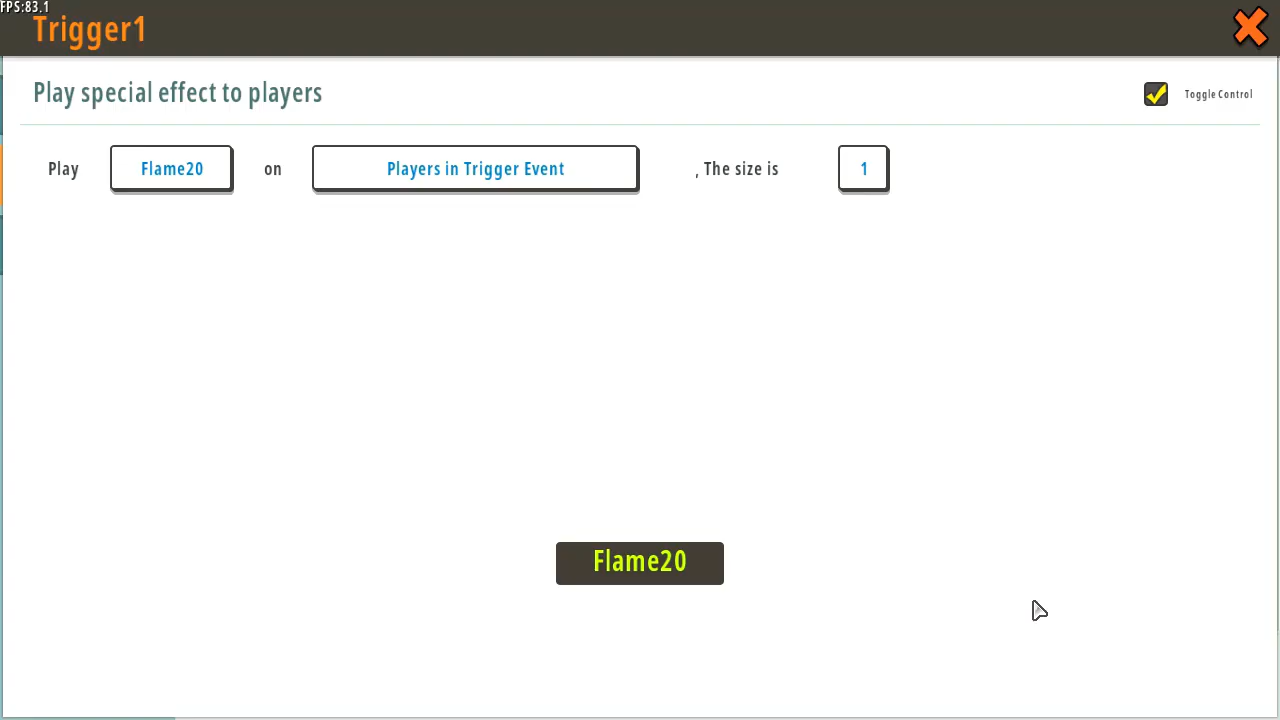 FPS:83,1
Trigger1
Play special effect to players
Toggle Control
Play Flame20 on Players in Trigger Event , The size is 1
Flame20